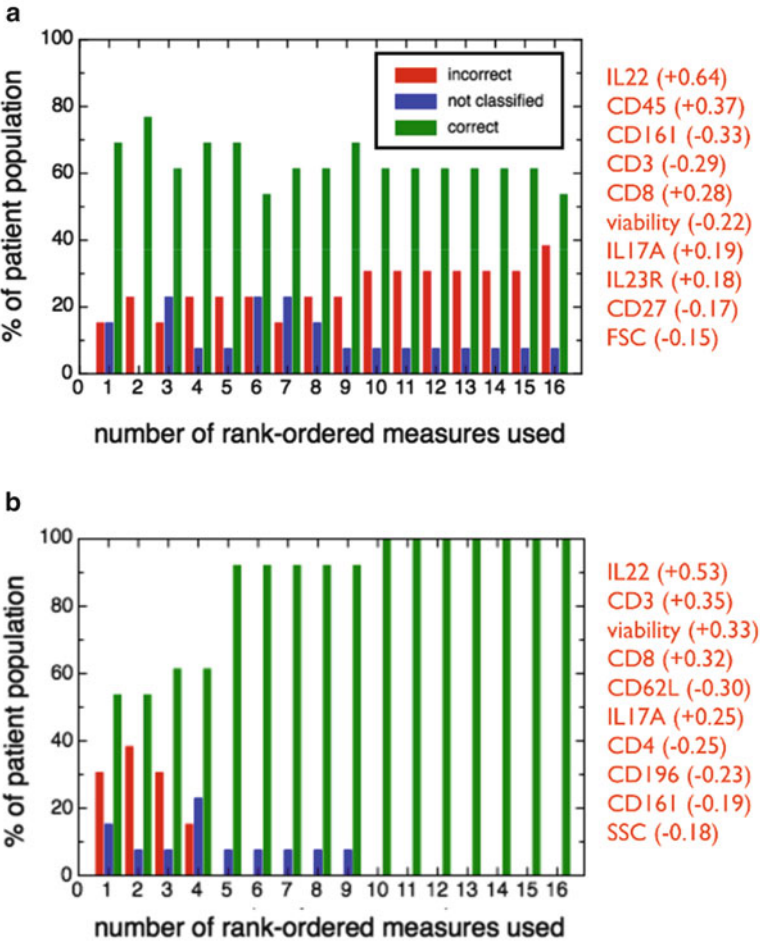 a
100
80
60
40
20
0
% of patient population
incorrect
not classified
correct
0 1 2 3 4 5 6 7 8 9 10 11 12 13 14 15 16
number of rank-ordered measures used
IL22 (+0.64)
CD45 (+0.37)
CD161 (-0.33)
CD3 (-0.29)
CD8 (+0.28)
viability (-0.22)
IL17A (+0.19)
IL23R (+0.18)
CD27 (-0.17)
FSC (-0.15)
b
100
80
60
40
20
0
% of patient population
0 1 2 3 4 5 6 7 8 9 10 11 12 13 14 15 16
number of rank-ordered measures used
IL22 (+0.53)
CD3 (+0.35)
viability (+0.33)
CD8 (+0.32)
CD62L (-0.30)
IL17A (+0.25)
CD4 (-0.25)
CD196 (-0.23)
CD161 (-0.19)
SSC (-0.18)